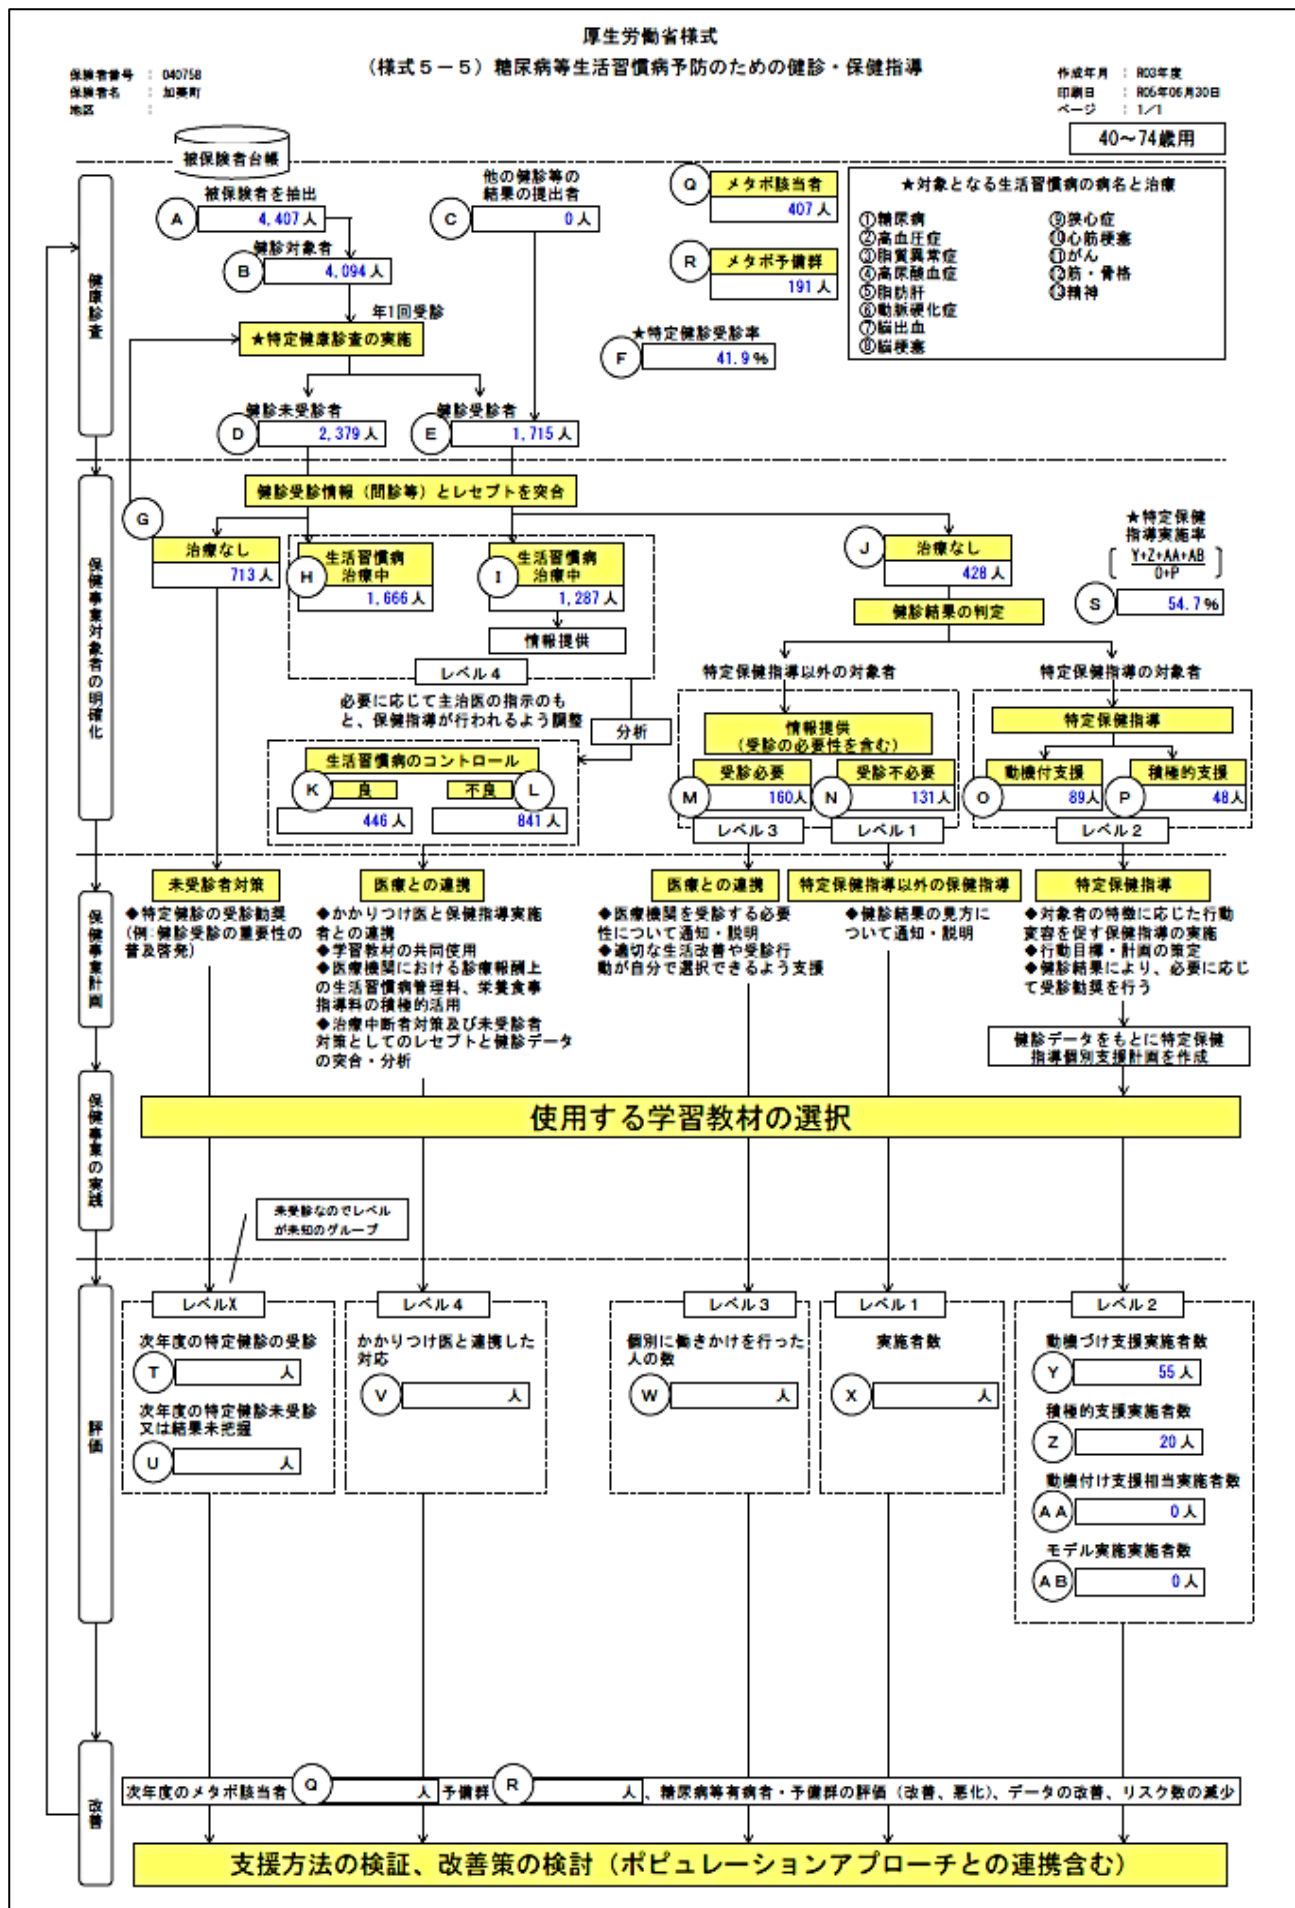 厚生労働省様式
(様式5-5)糖尿病等生活習慣病予防のための健診・保健指導
保険者番号 : 040758
保険者名 : 加美町
地区 :
作成年月 : R03年度
印刷日 : R05年06月30日
ページ : 1/1
40~74歳用
被保険者台帳
被保険者を抽出
A 4,407人
他の健診等の
結果の提出者
C 0人
健診対象者
B 4,094人
年1回受診
★特定健康診査の実施
Q メタボ該当者
407人
R メタボ予備群
191人
★特定健診受診率
F 41.9%
★対象となる生活習慣病の病名と治療
①糖尿病
②高血圧症
③脂質異常症
④高尿酸血症
⑤脂肪肝
⑥動脈硬化症
⑦脳出血
⑧脳梗塞
⑨狭心症
⑩心筋梗塞
⑪がん
⑫筋・骨格
⑬精神
健診未受診者
D 2,379人
健診受診者
E 1,715人
健康診査
健診受診情報(問診等)とレセプトを突合
G
治療なし
713人
H 生活習慣病
治療中
1,666人
I 生活習慣病
治療中
1,287人
情報提供
レベル4
J 治療なし
428人
★特定保健
指導実施率
Y+Z+AA+AB
O+P
S 54.7%
健診結果の判定
保健事業対象者の明確化
必要に応じて主治医の指示のも
と、保健指導が行われるよう調整
分析
特定保健指導以外の対象者
特定保健指導の対象者
生活習慣病のコントロール
K 良
446人
不良 L
841人
情報提供
(受診の必要性を含む)
M 受診必要
160人
N 受診不必要
131人
レベル3
レベル1
特定保健指導
O 動機付支援
89人
P 積極的支援
48人
レベル2
保健事業計画
未受診者対策
◆特定健診の受診勧奨
(例:健診受診の重要性の
普及啓発)
医療との連携
◆かかりつけ医と保健指導実施
者との連携
◆学習教材の共同使用
◆医療機関における診療報酬上
の生活習慣病管理料、栄養食事
指導料の積極的活用
◆治療中断者対策及び未受診者
対策としてのレセプトと健診データ
の突合・分析
医療との連携
◆医療機関を受診する必要
性について通知・説明
◆適切な生活改善や受診行
動が自分で選択できるよう支援
特定保健指導以外の保健指導
◆健診結果の見方に
ついて通知・説明
特定保健指導
◆対象者の特徴に応じた行動
変容を促す保健指導の実施
◆行動目標・計画の策定
◆健診結果により、必要に応じ
て受診勧奨を行う
健診データをもとに特定保健
指導個別支援計画を作成
保健事業の実践
使用する学習教材の選択
未受診なのでレベル
が未知のグループ
評価
レベルX
次年度の特定健診の受診
T 人
次年度の特定健診未受診
又は結果未把握
U 人
レベル4
かかりつけ医と連携した
対応
V 人
レベル3
個別に働きかけを行った
人の数
W 人
レベル1
実施者数
X 人
レベル2
動機づけ支援実施者数
Y 55人
積極的支援実施者数
Z 20人
動機付け支援相当実施者数
AA 0人
モデル実施実施者数
AB 0人
改善
次年度のメタボ該当者 Q 人 予備群 R 人、糖尿病等有病者・予備群の評価(改善、悪化)、データの改善、リスク数の減少
支援方法の検証、改善策の検討(ポピュレーションアプローチとの連携含む)